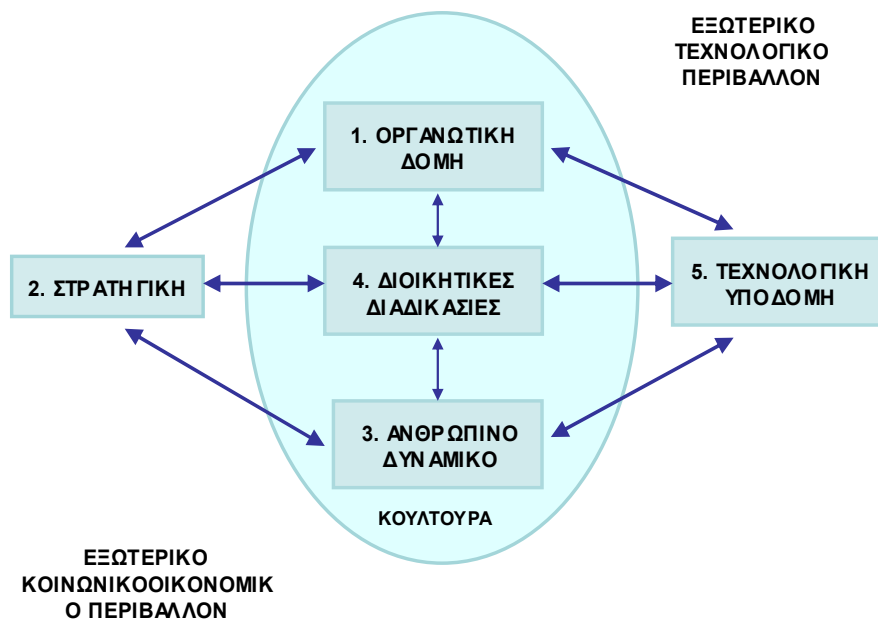 ΕΞΩΤΕΡΙΚΟ
ΤΕΧΝΟΛΟΓΙΚΟ
ΠΕΡΙΒΑΛΛΟΝ
1. ΟΡΓΑΝΩΤΙΚΗ
ΔΟΜΗ
2. ΣΤΡΑΤΗΓΙΚΗ
4. ΔΙΟΙΚΗΤΙΚΕΣ
ΔΙΑΔΙΚΑΣΙΕΣ
5. ΤΕΧΝΟΛΟΓΙΚΗ
ΥΠΟΔΟΜΗ
3. ΑΝΘΡΩΠΙΝΟ
ΔΥΝΑΜΙΚΟ
ΚΟΥΛΤΟΥΡΑ
ΕΞΩΤΕΡΙΚΟ
ΚΟΙΝΩΝΙΚΟΟΙΚΟΝΟΜΙΚ
Ο ΠΕΡΙΒΑΛΛΟΝ